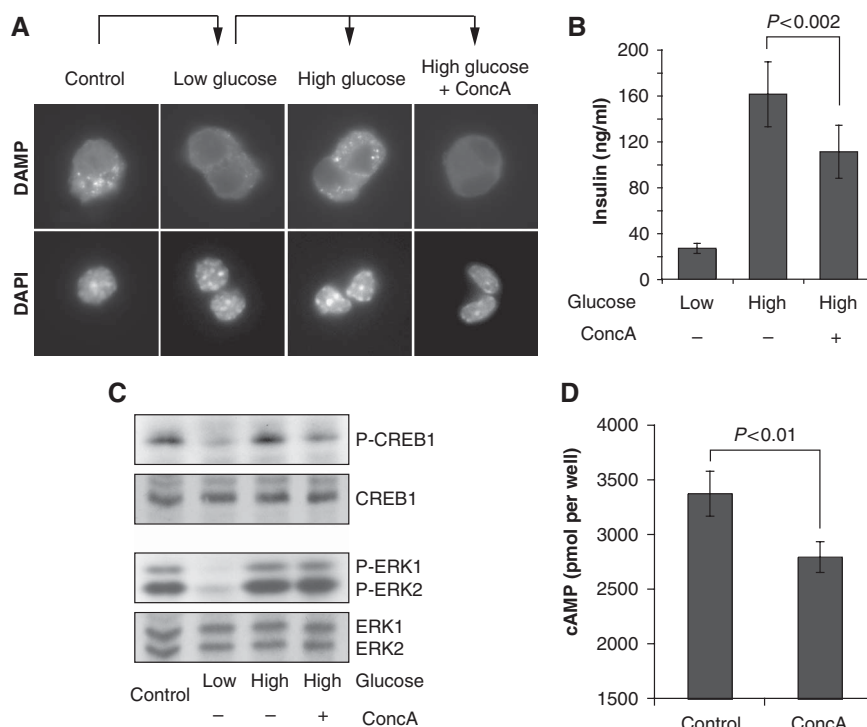 A
Control
Low glucose
High glucose
High glucose
+ ConcA
DAMP
DAPI
B
P<0.002
Insulin (ng/ml)
200
160
120
80
40
0
Glucose Low High High
ConcA – – +
C
P-CREB1
CREB1
P-ERK1
P-ERK2
ERK1
ERK2
Control Low High High Glucose
– – + ConcA
D
P<0.01
cAMP (pmol per well)
4000
3500
3000
2500
2000
1500
Control ConcA